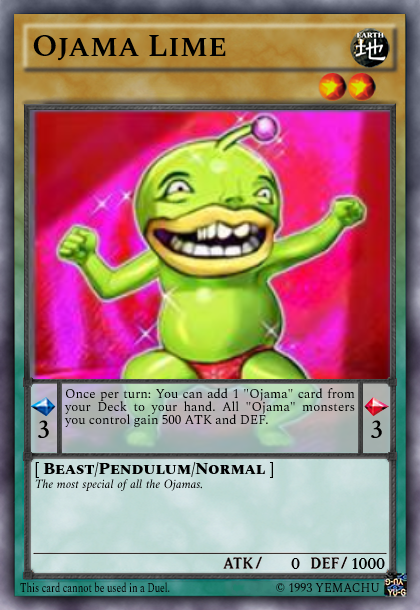 Ojama Lime
EARTH
地
Once per turn: You can add 1 "Ojama" card from
your Deck to your hand. All "Ojama" monsters
you control gain 500 ATK and DEF.
3
3
[ Beast/Pendulum/Normal ]
The most special of all the Ojamas.
ATK/ 0 DEF/ 1000
This card cannot be used in a Duel.
© 1993 YEMACHU